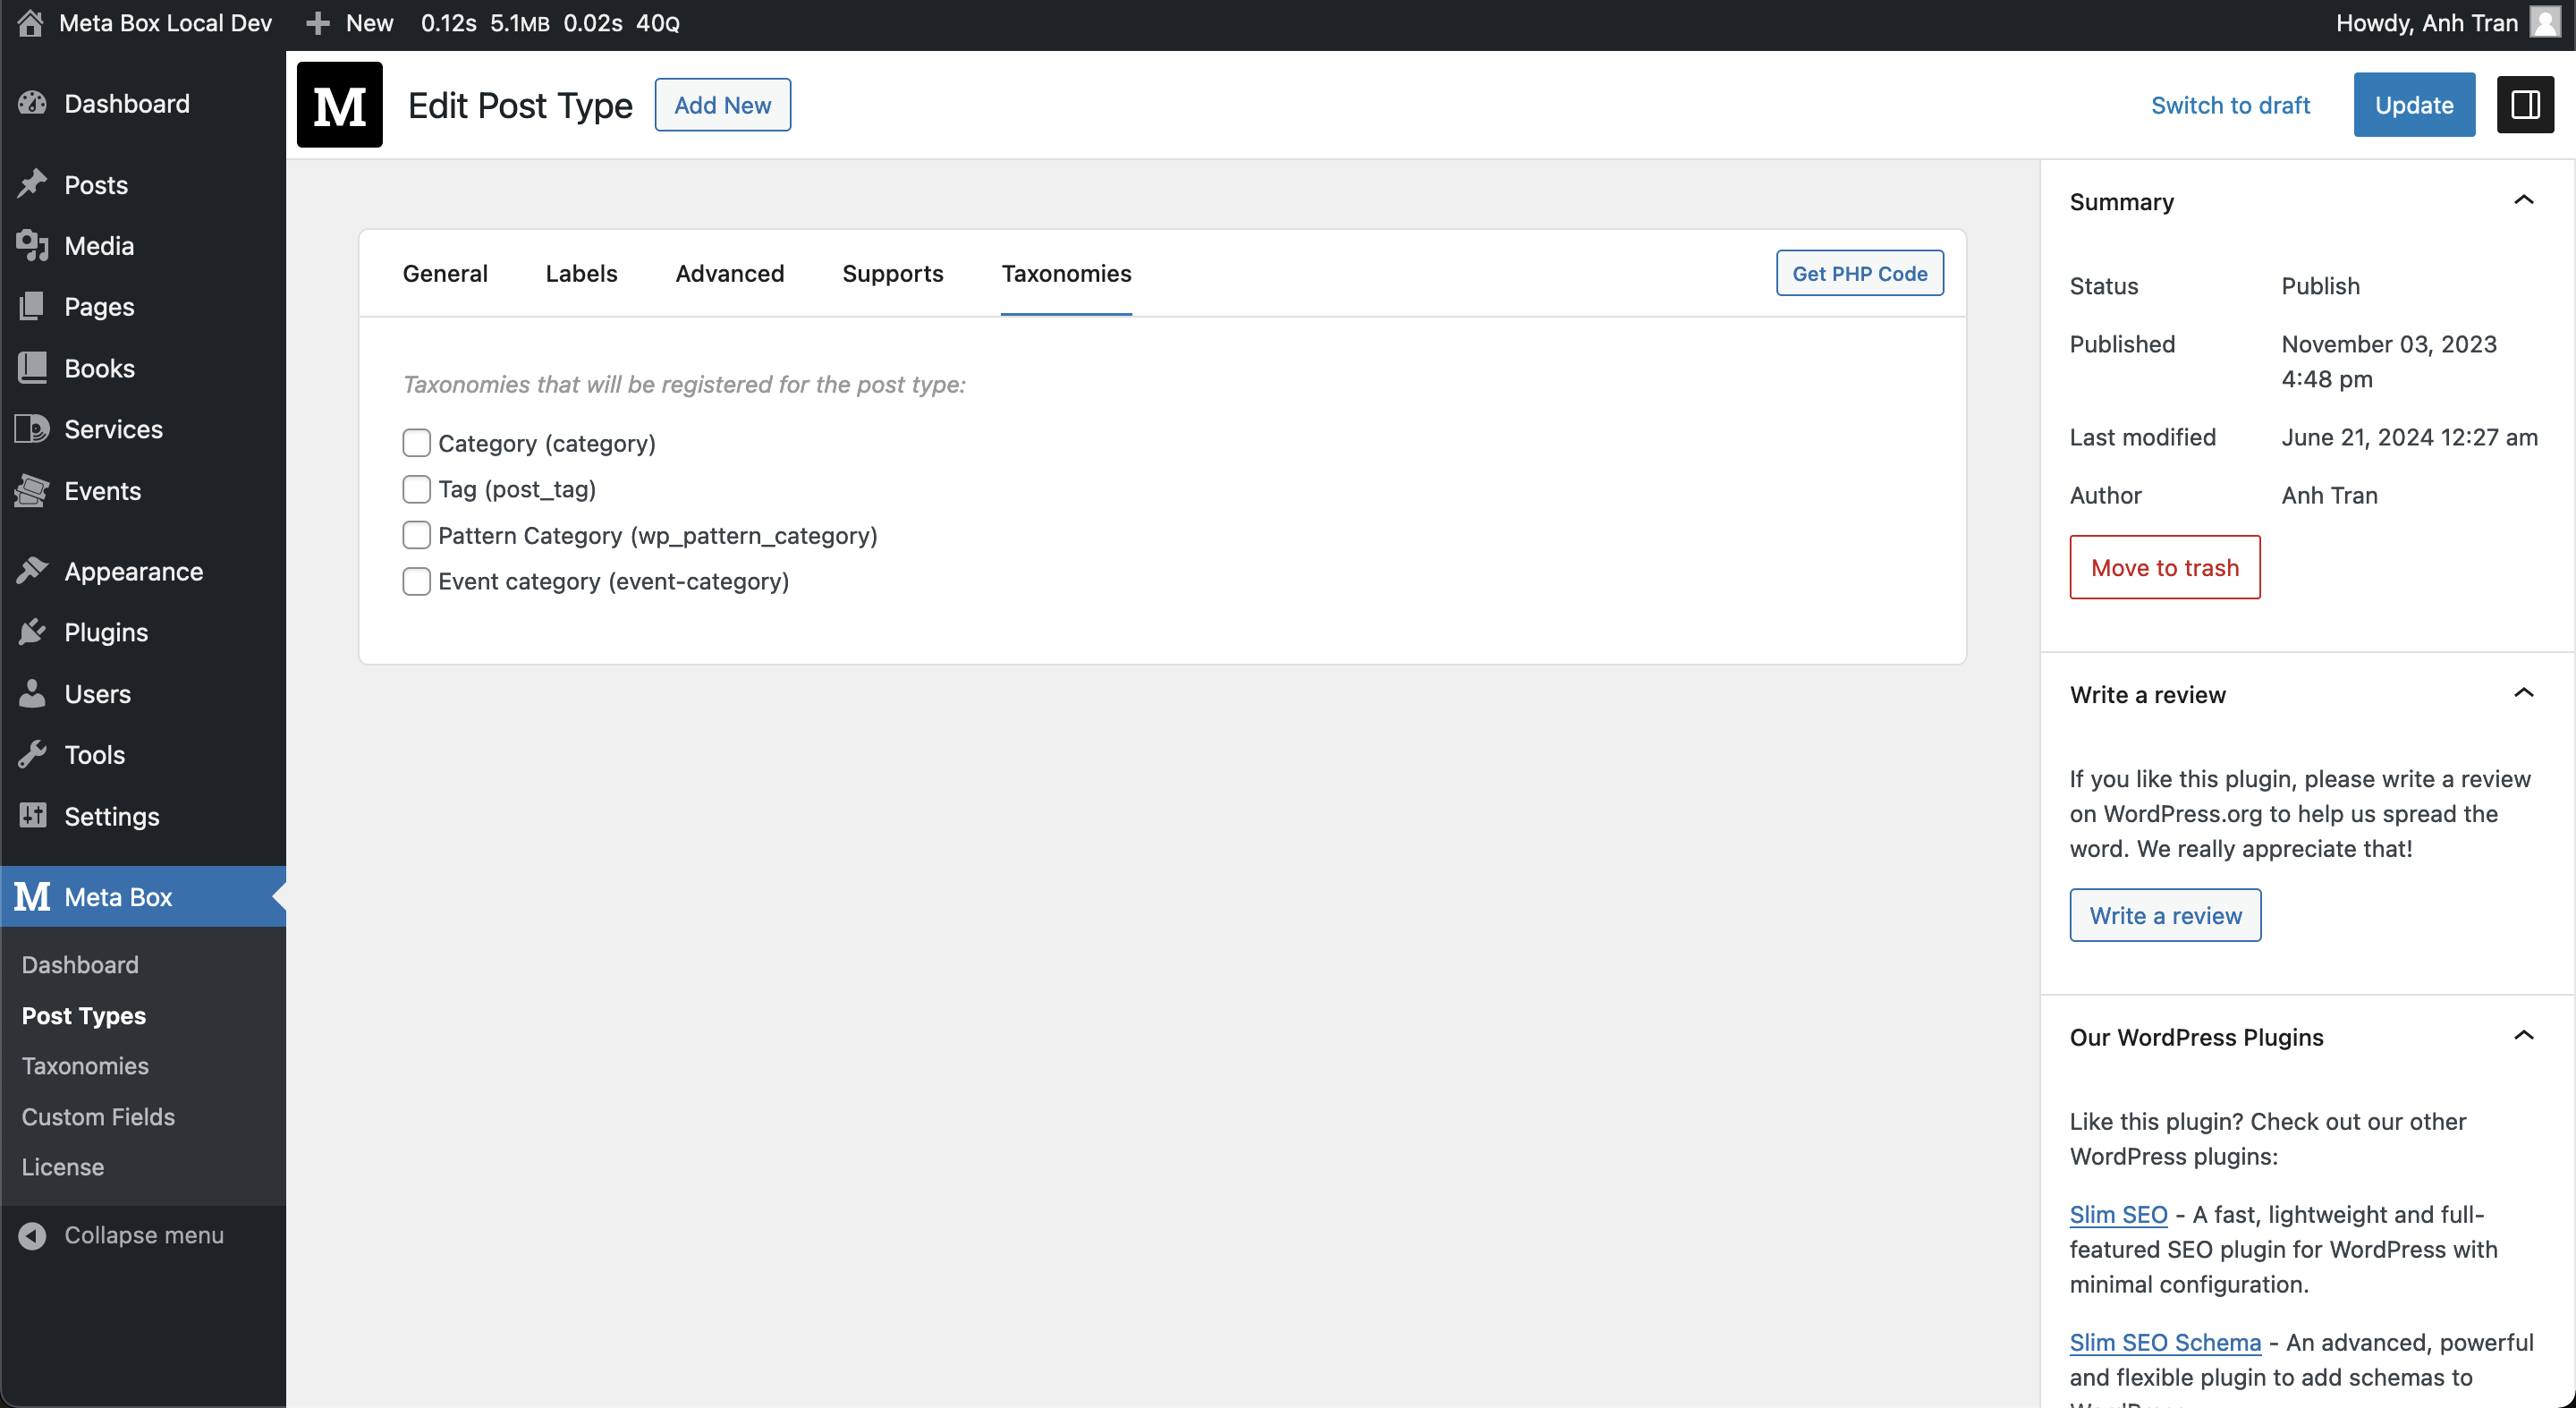 Meta Box Local Dev
New
0.12s 5.1MB 0.02s 40Q
Howdy, Anh Tran
Dashboard
Posts
Media
Pages
Books
Services
Events
Appearance
Plugins
Users
Tools
Settings
M Meta Box
Dashboard
Post Types
Taxonomies
Custom Fields
License
Collapse menu
M
Edit Post Type
Add New
Switch to draft
Update
General
Labels
Advanced
Supports
Taxonomies
Get PHP Code
Taxonomies that will be registered for the post type:
Category (category)
Tag (post_tag)
Pattern Category (wp_pattern_category)
Event category (event-category)
Summary
Status Publish
Published November 03, 2023
4:48 pm
Last modified June 21, 2024 12:27 am
Author Anh Tran
Move to trash
Write a review
If you like this plugin, please write a review
on WordPress.org to help us spread the
word. We really appreciate that!
Write a review
Our WordPress Plugins
Like this plugin? Check out our other
WordPress plugins:
Slim SEO - A fast, lightweight and full-
featured SEO plugin for WordPress with
minimal configuration.
Slim SEO Schema - An advanced, powerful
and flexible plugin to add schemas to